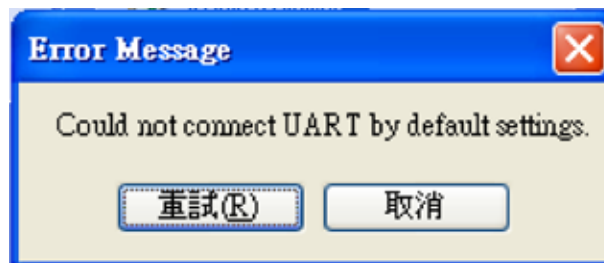 Error Message
Could not connect UART by default settings.
重試(R)
取消